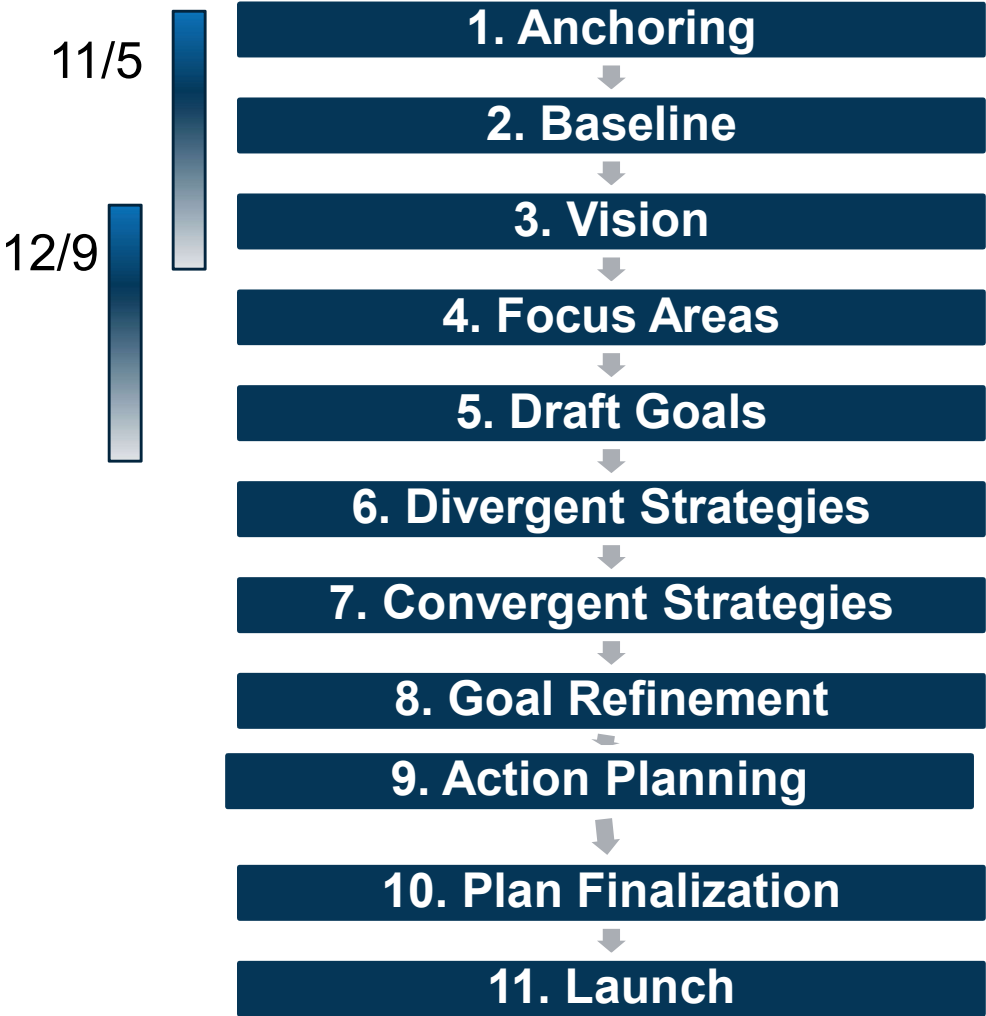 11/5
1. Anchoring
2. Baseline
12/9
3. Vision
4. Focus Areas
5. Draft Goals
6. Divergent Strategies
7. Convergent Strategies
8. Goal Refinement
9. Action Planning
10. Plan Finalization
11. Launch